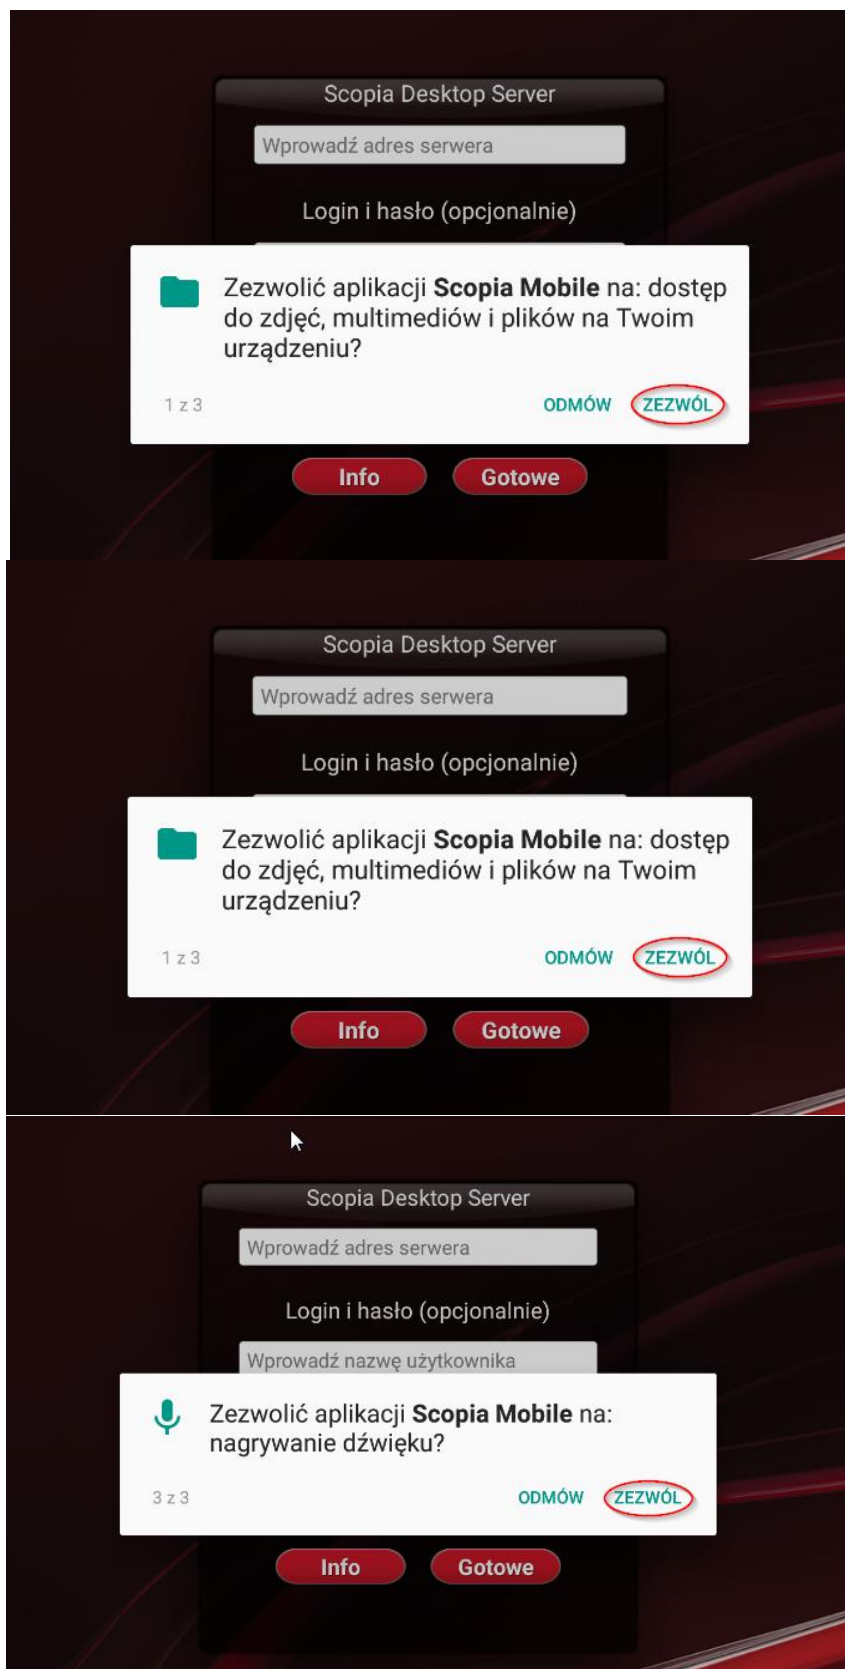 Scopia Desktop Server
Wprowadź adres serwera
Login i hasło (opcjonalnie)
Zezwolić aplikacji Scopia Mobile na: dostęp
do zdjęć, multimediów i plików na Twoim
urządzeniu?
1 z 3
ODMÓW ZEZWÓL
Info Gotowe
Scopia Desktop Server
Wprowadź adres serwera
Login i hasło (opcjonalnie)
Zezwolić aplikacji Scopia Mobile na: dostęp
do zdjęć, multimediów i plików na Twoim
urządzeniu?
1 z 3
ODMÓW ZEZWÓL
Info Gotowe
Scopia Desktop Server
Wprowadź adres serwera
Login i hasło (opcjonalnie)
Wprowadź nazwę użytkownika
Zezwolić aplikacji Scopia Mobile na:
nagrywanie dźwięku?
3 z 3
ODMÓW ZEZWÓL
Info Gotowe